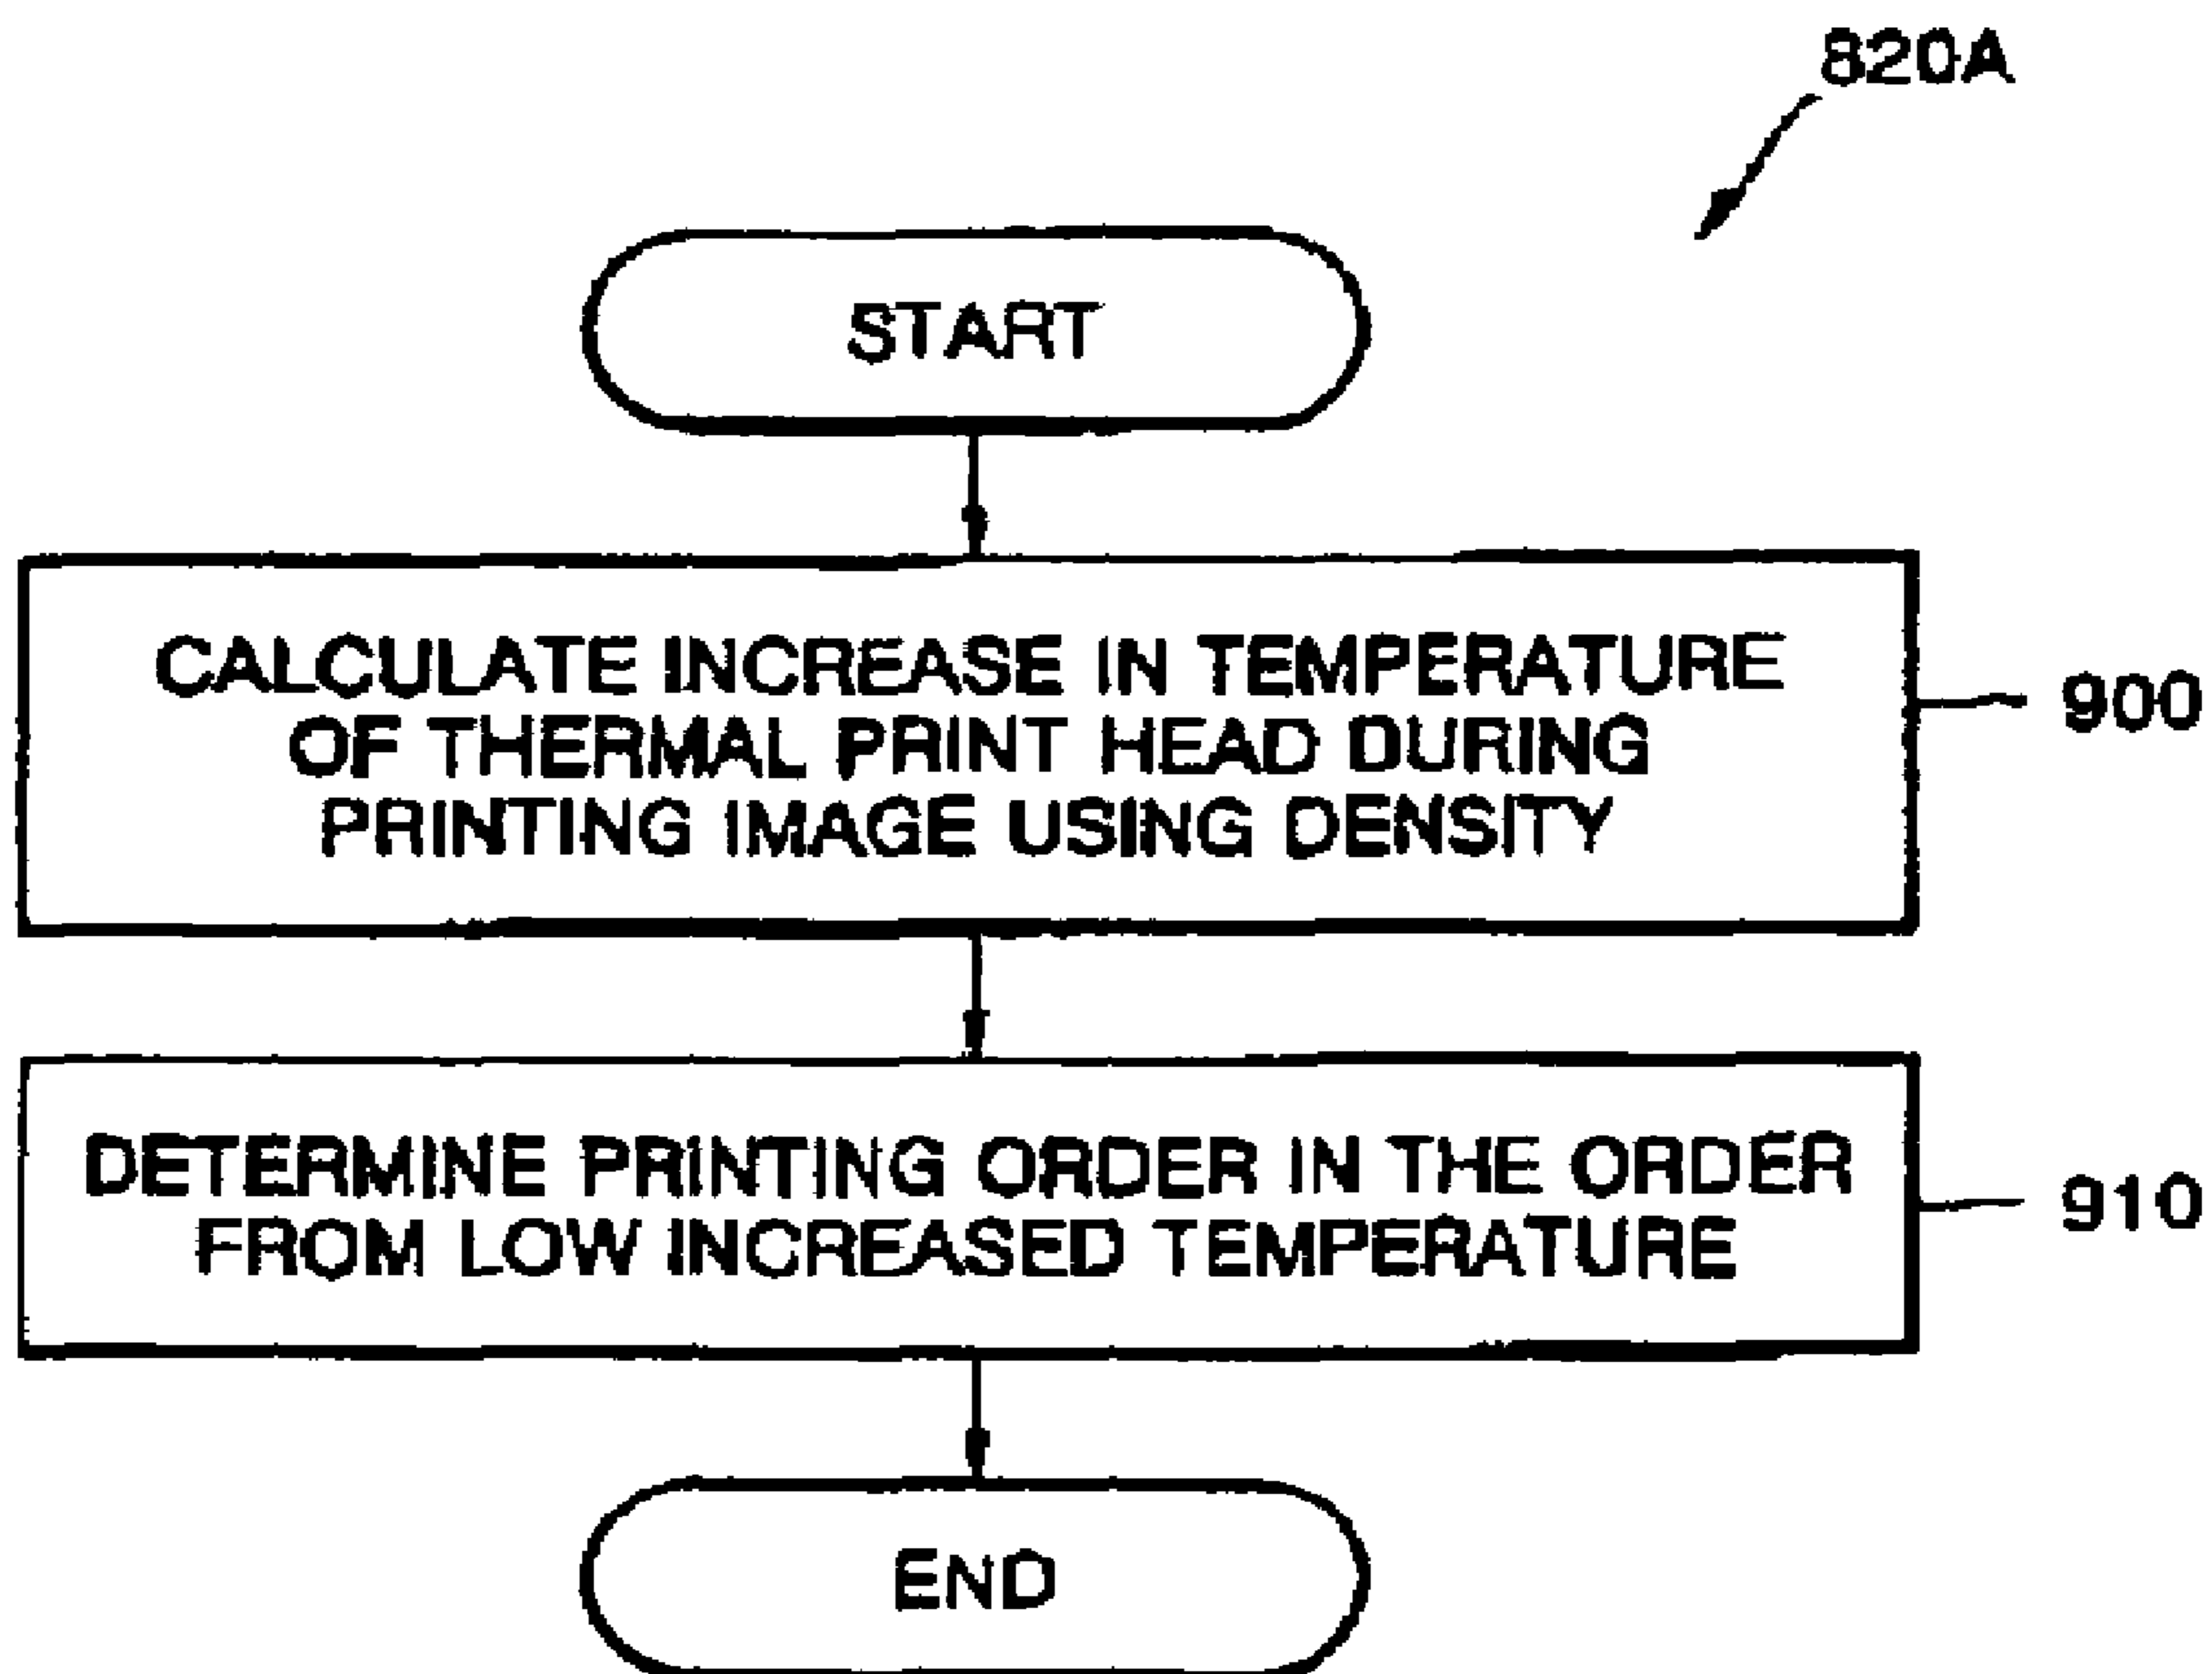 820A
START
CALCULATE INCREASE IN TEMPERATURE
OF THERMAL PRINT HEAD DURING
PRINTING IMAGE USING DENSITY
900
DETERMINE PRINTING ORDER IN THE ORDER
FROM LOW INCREASED TEMPERATURE
910
END